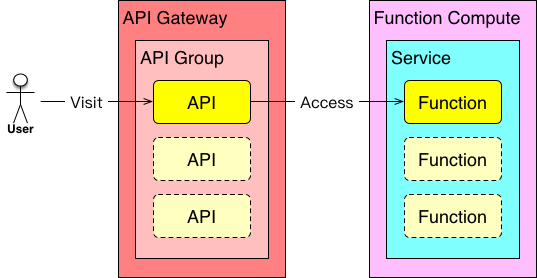 API Gateway
Function Compute
API Group
Service
User
Visit
API
Access
Function
API
Function
API
Function